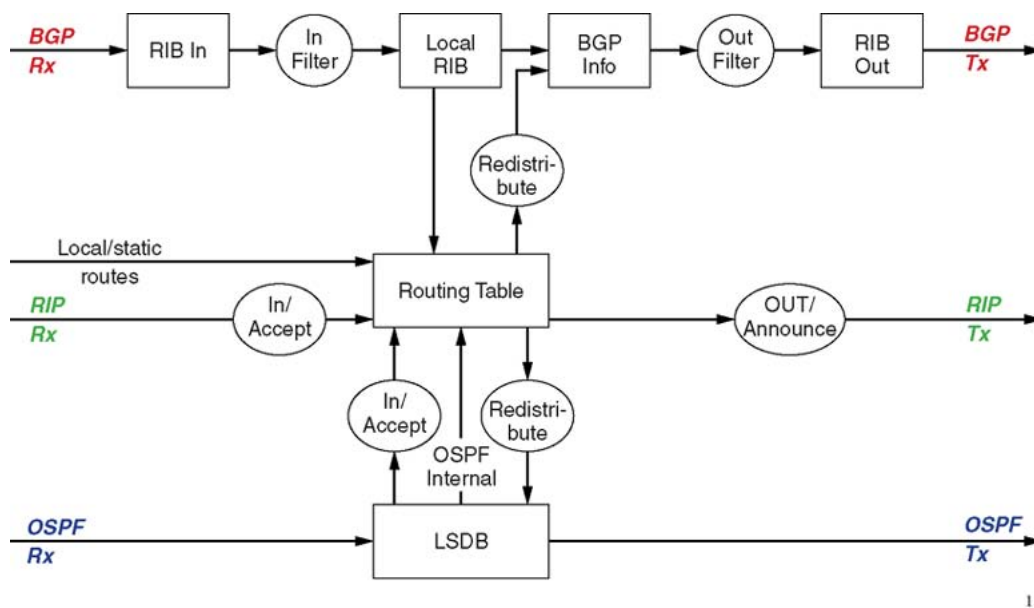 BGP
Rx
RIB In
In
Filter
Local
RIB
BGP
Info
Out
Filter
RIB
Out
BGP
Tx
Redistri-
bute
Local/static
routes
Routing Table
RIP
Rx
In/
Accept
OUT/
Announce
RIP
Tx
In/
Accept
OSPF
Internal
Redistri-
bute
OSPF
Rx
LSDB
OSPF
Tx
1